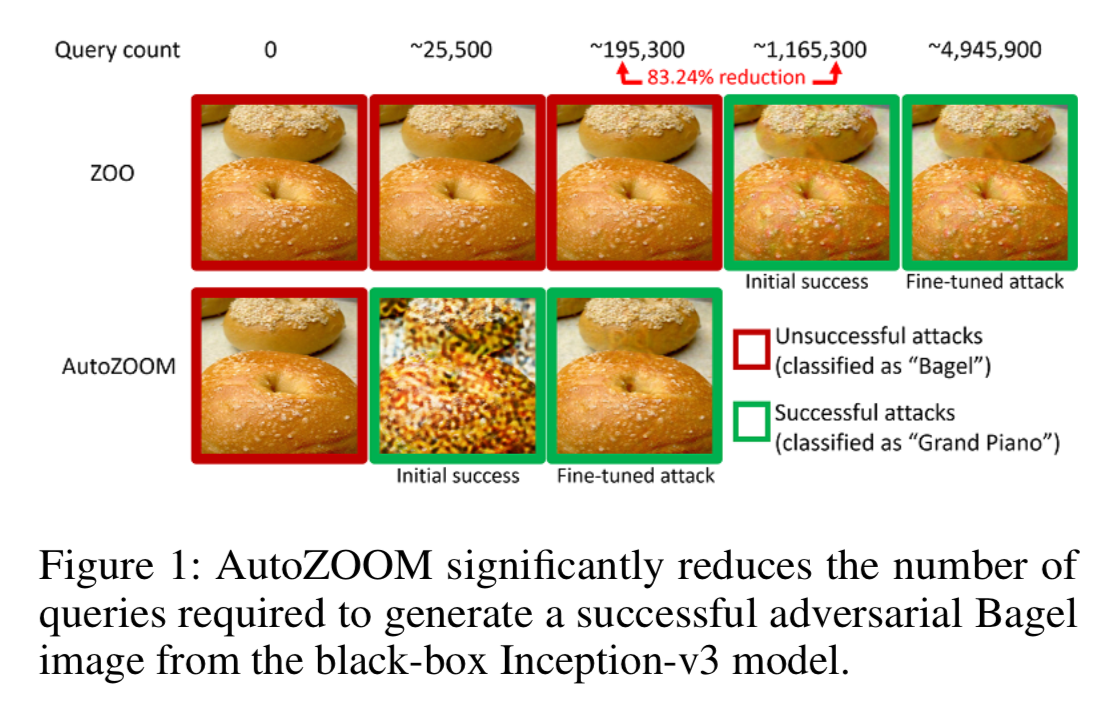 Query count 0 ~25,500 ~195,300 ~1,165,300 ~4,945,900
83.24% reduction
ZOO
Initial success Fine-tuned attack
AutoZOOM
Unsuccessful attacks
(classified as “Bagel”)
Successful attacks
(classified as “Grand Piano”)
Initial success Fine-tuned attack
Figure 1: AutoZOOM significantly reduces the number of
queries required to generate a successful adversarial Bagel
image from the black-box Inception-v3 model.